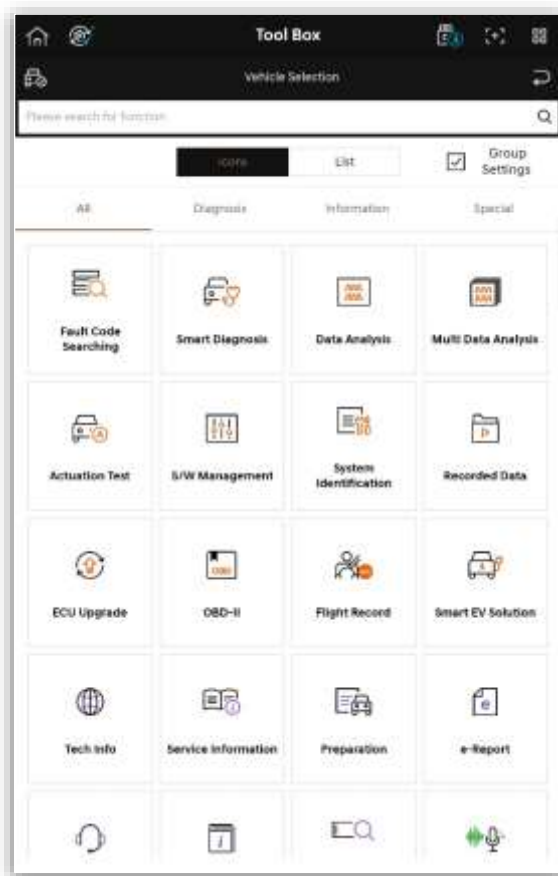 Tool Box
Vehicle Selection
Please search for function
Icons
List
Group
Settings
All
Diagnosis
Information
Special
Fault Code
Searching
Smart Diagnosis
Data Analysis
Multi Data Analysis
Actuation Test
S/W Management
System
Identification
Recorded Data
ECU Upgrade
OBD-II
Flight Record
Smart EV Solution
Tech Info
Service Information
Preparation
e-Report